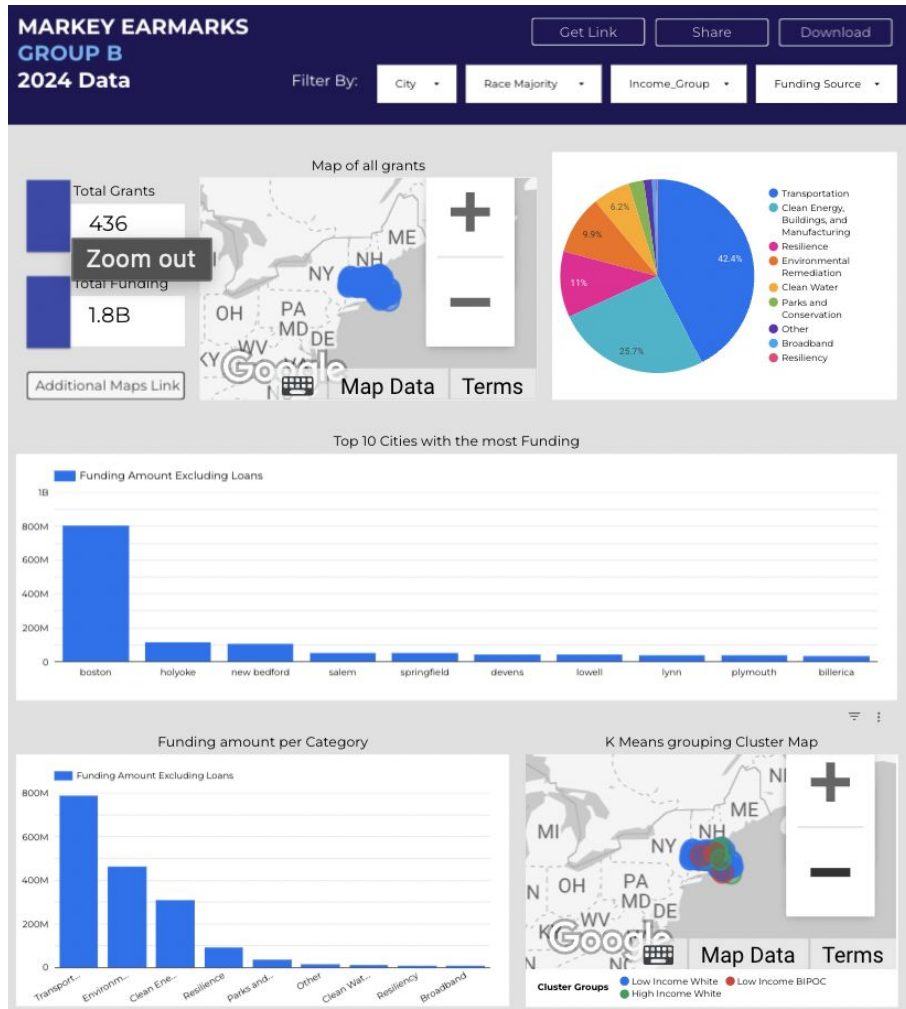 MARKEY EARMARKS
GROUP B
2024 Data
Get Link
Share
Download
Filter By:
City
Race Majority
Income_Group
Funding Source
Map of all grants
Total Grants
436
Zoom out
Total Funding
1.8B
Additional Maps Link
ME
NH
NY
OH
PA
MD
DE
WV
KY
Google
Map Data
Terms
42.4%
25.7%
11%
9.9%
6.2%
Transportation
Clean Energy,
Buildings, and
Manufacturing
Resilience
Environmental
Remediation
Clean Water
Parks and
Conservation
Other
Broadband
Resiliency
Top 10 Cities with the most Funding
Funding Amount Excluding Loans
1B
800M
600M
400M
200M
0
boston holyoke new bedford salem springfield devens lowell lynn plymouth billerica
Funding amount per Category
Funding Amount Excluding Loans
800M
600M
400M
200M
0
Transport... Environm... Clean Ene... Resilience Parks and... Other Clean Wat... Resiliency Broadband
K Means grouping Cluster Map
ME
MI
NH
NY
OH
PA
MD
DE
WV
Google
Map Data
Terms
Cluster Groups
Low Income White
Low Income BIPOC
High Income White